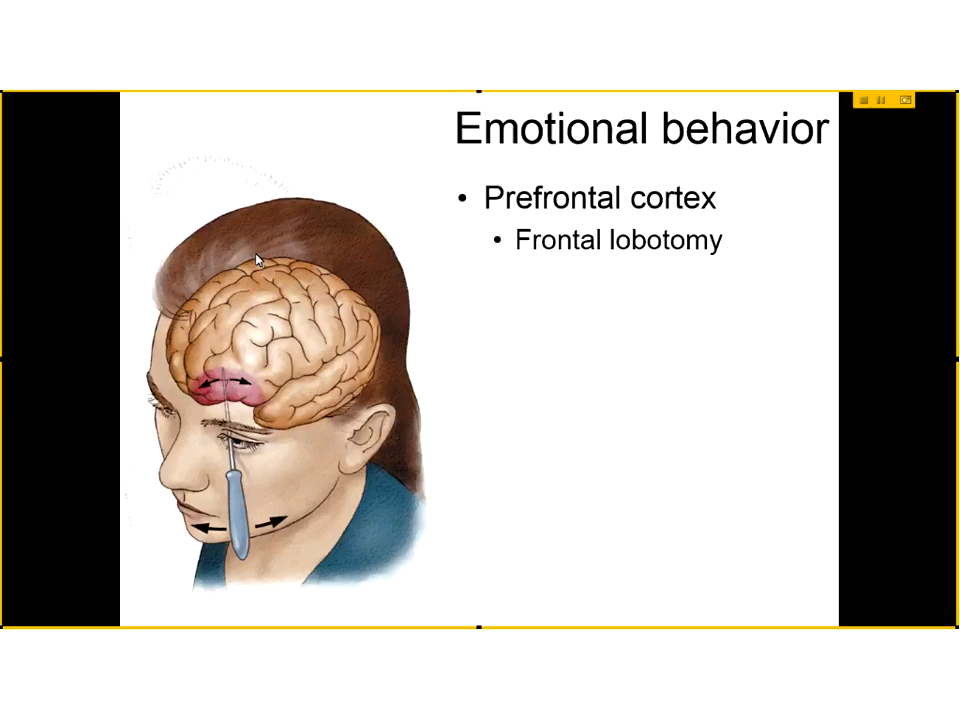 Emotional behavior
• Prefrontal cortex
• Frontal lobotomy